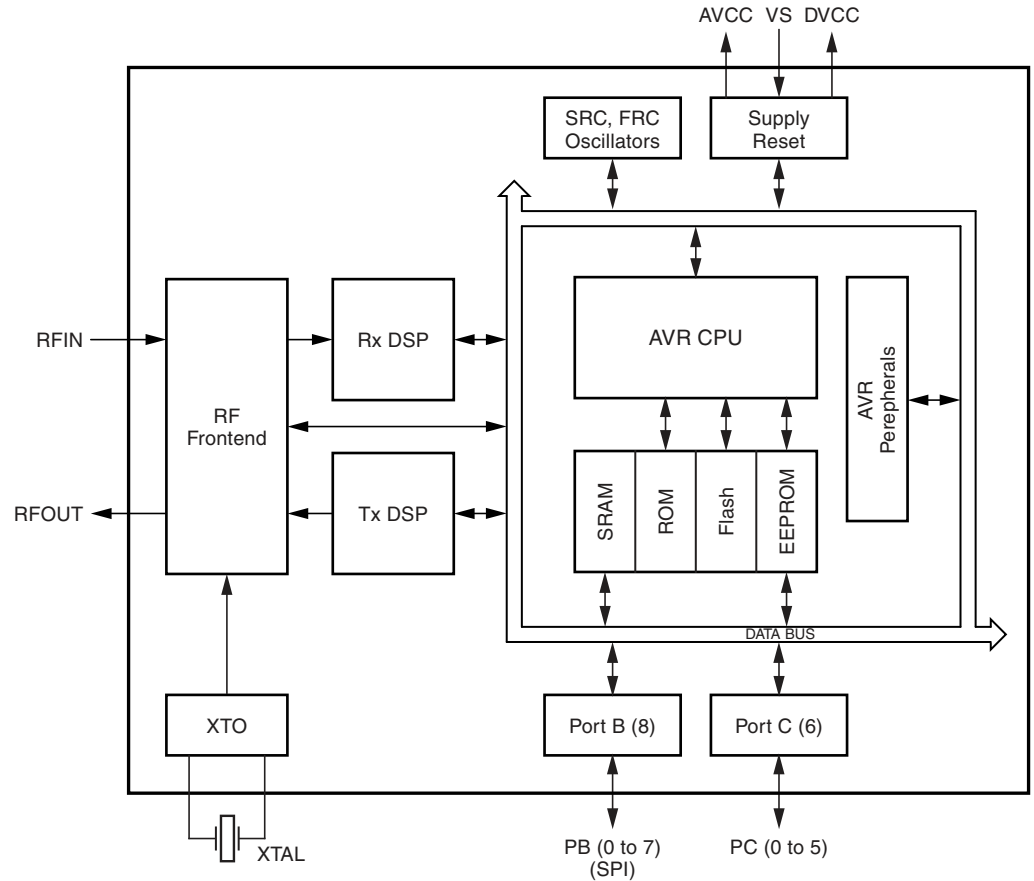 AVCC VS DVCC
SRC, FRC
Oscillators
Supply
Reset
RFIN
RF
Frontend
Rx DSP
AVR CPU
AVR
Perepherals
RFOUT
Tx DSP
SRAM
ROM
Flash
EEPROM
DATA BUS
XTO
Port B (8)
Port C (6)
XTAL
PB (0 to 7)
(SPI)
PC (0 to 5)